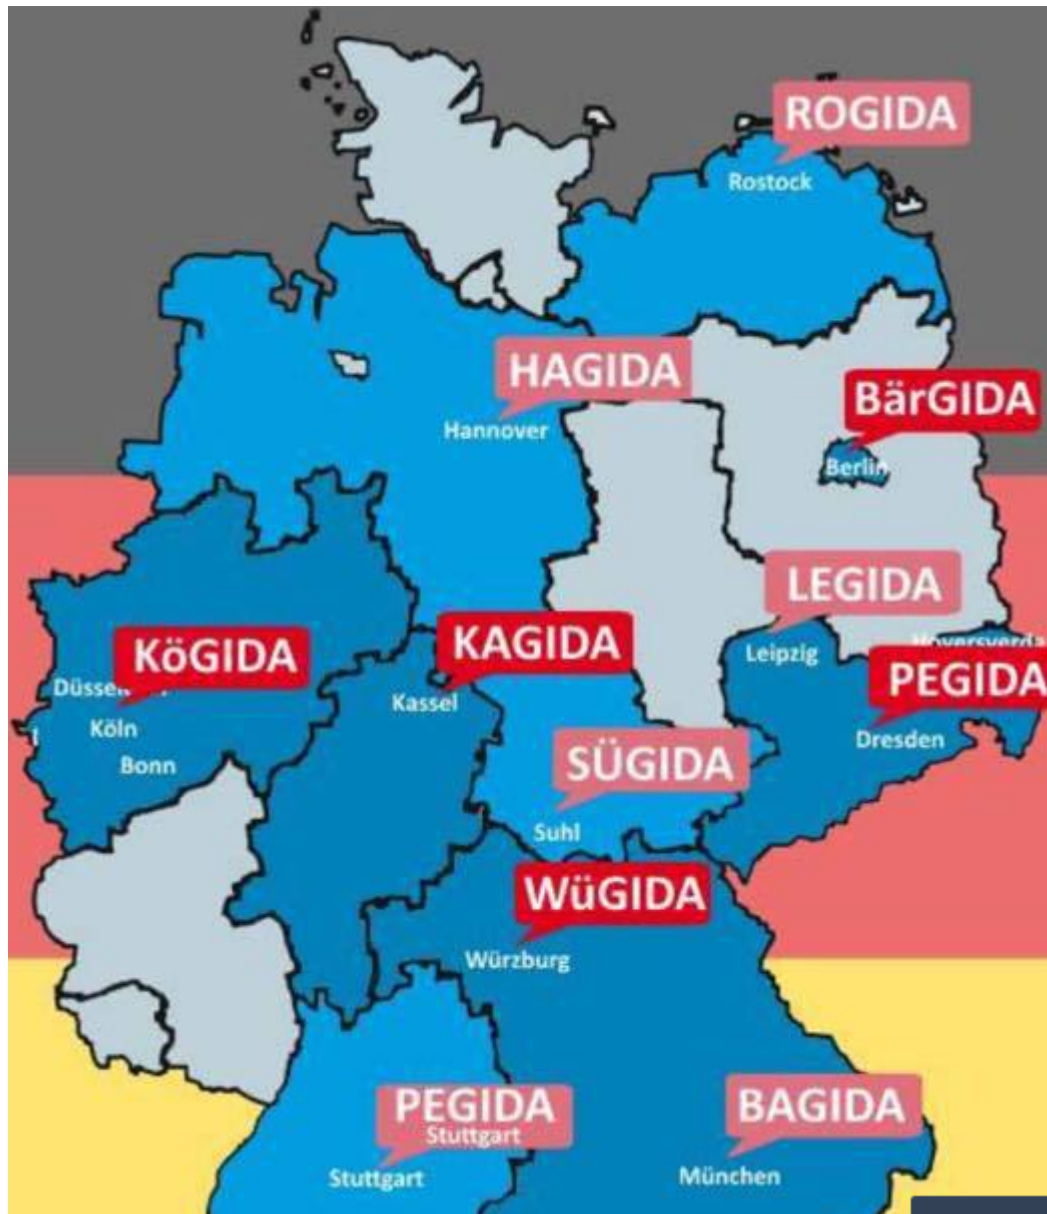 ROGIDA
Rostock
HAGIDA
Hannover
BärGIDA
Berlin
LEGIDA
Leipzig
KöGIDA
Köln
Bonn
KAGIDA
Kassel
PEGIDA
Dresden
SÜGIDA
Suhl
WüGIDA
Würzburg
PEGIDA
Stuttgart
Stuttgart
BAGIDA
München